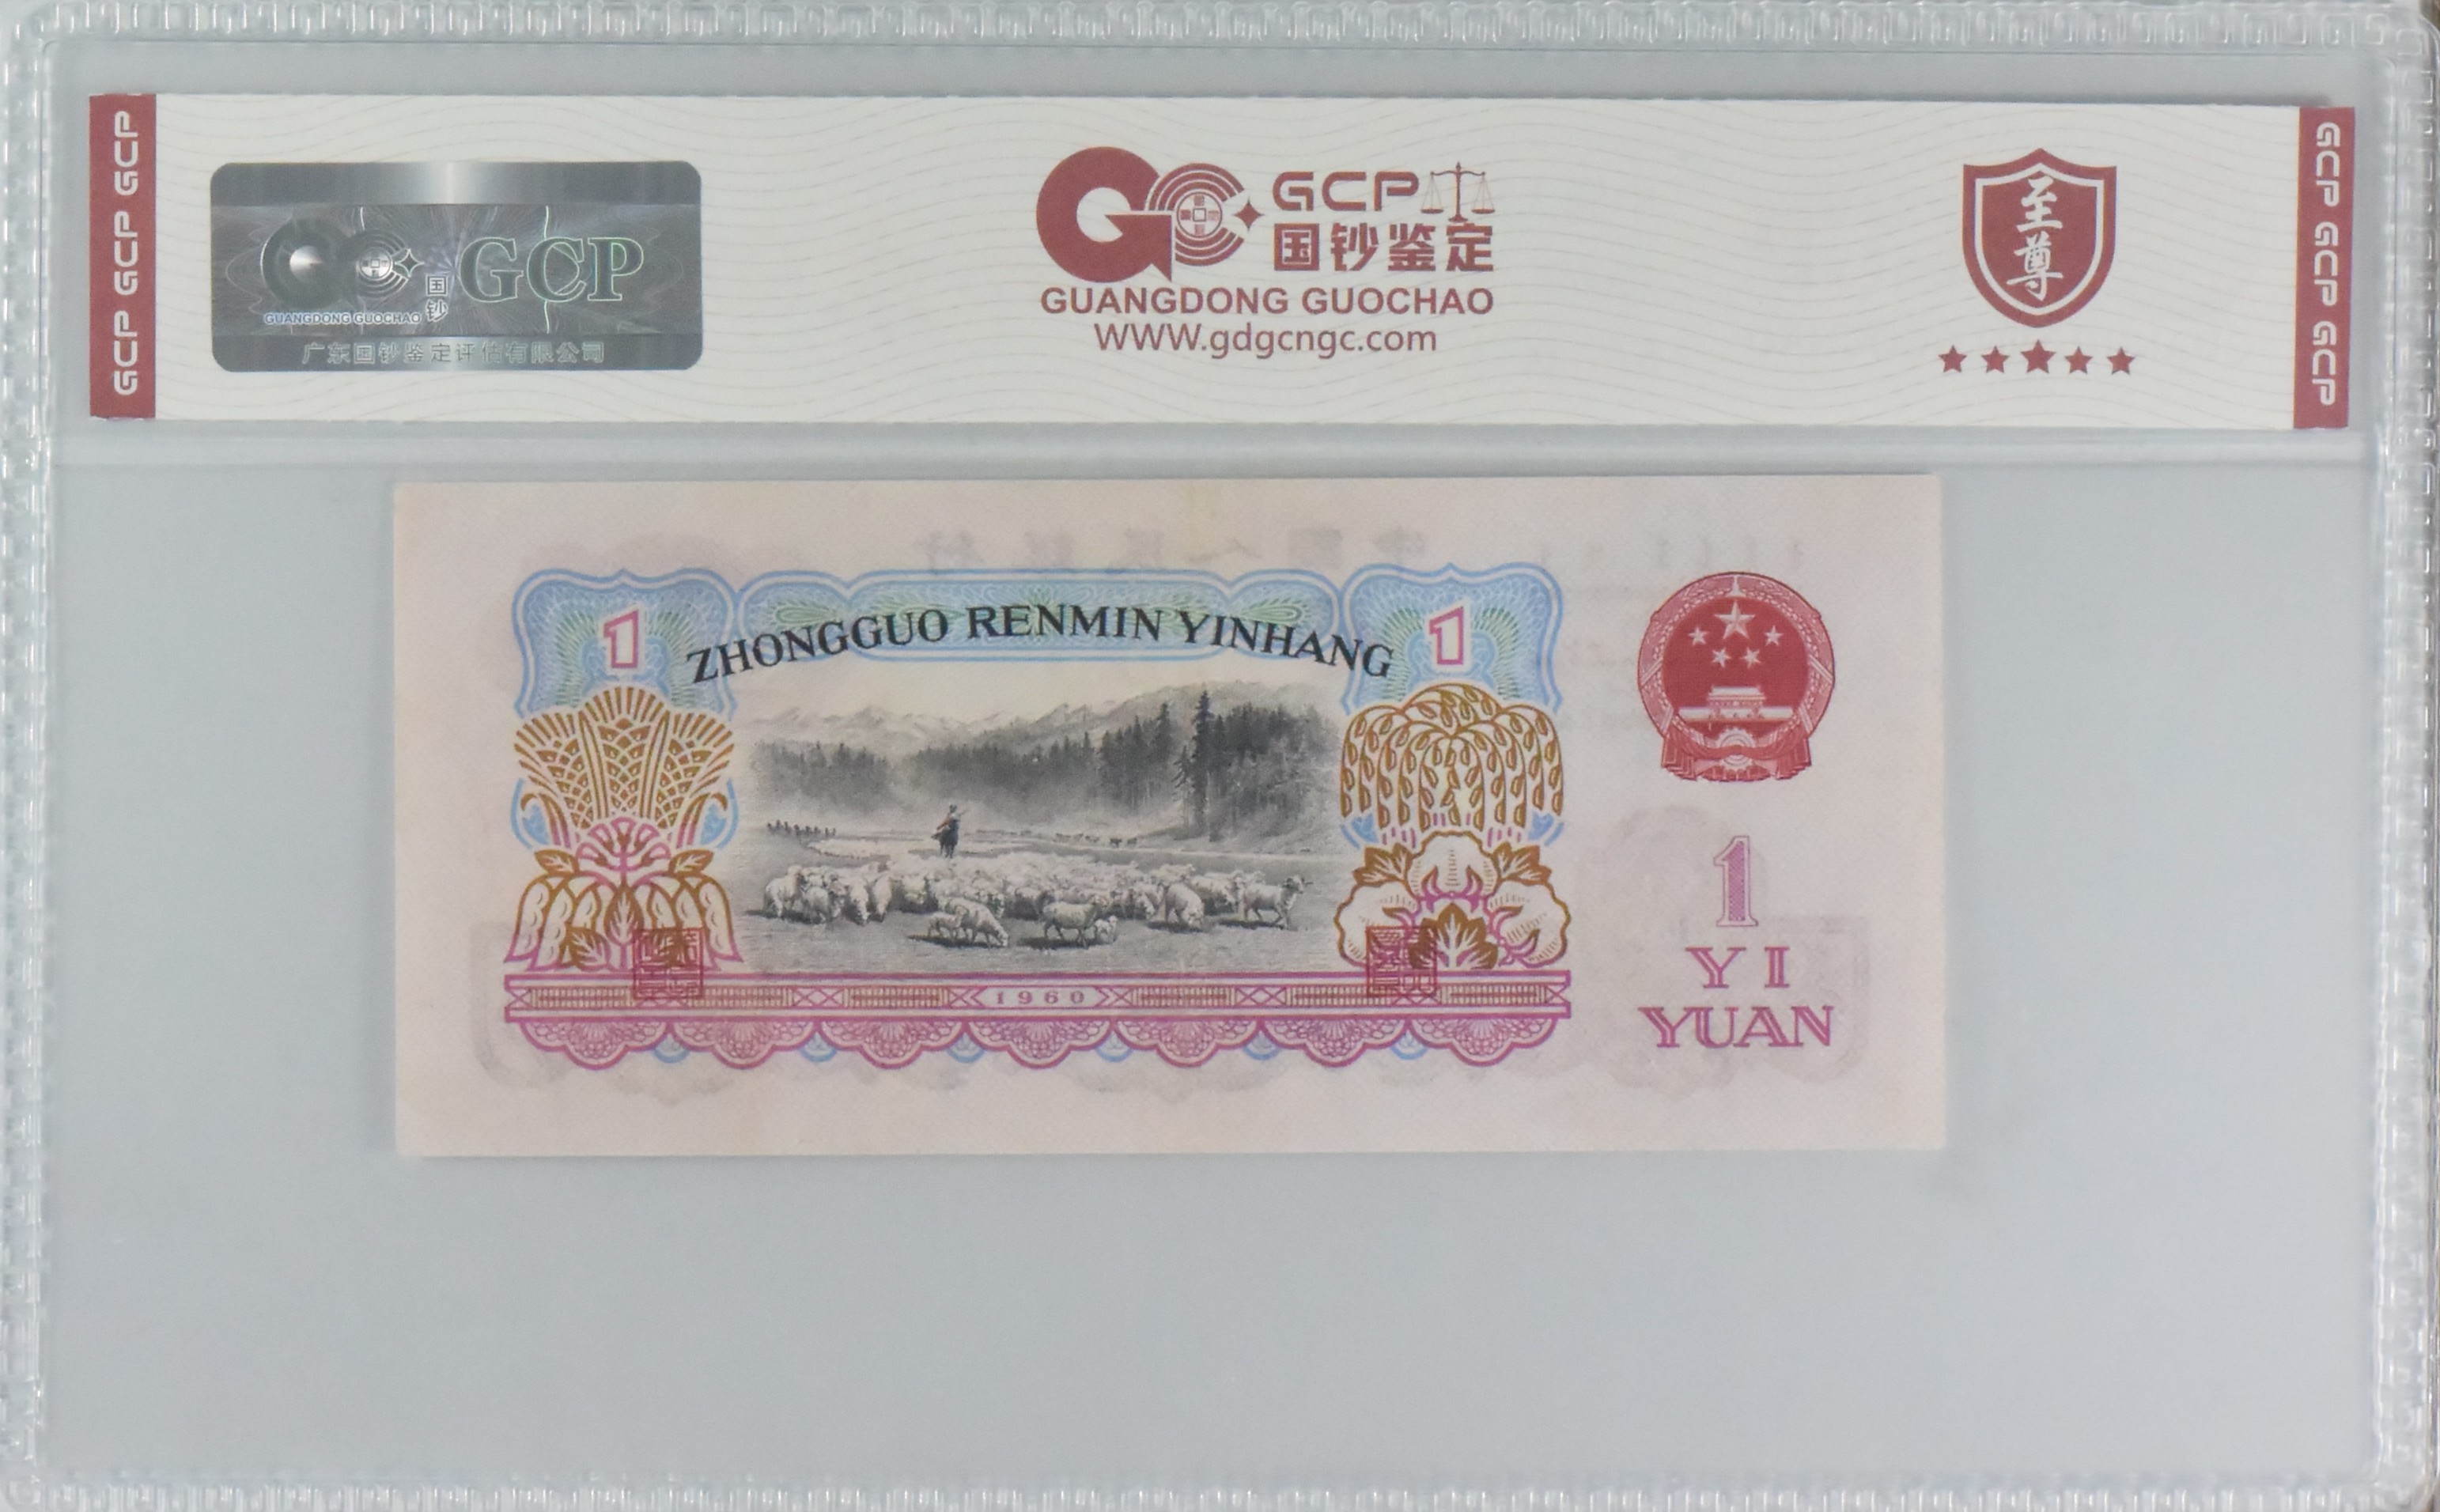 GCP GCP GCP
国钞
GCP
GUANGDONG GUOCHAO
广东国钞鉴定评估有限公司
GCP
国钞鉴定
GUANGDONG GUOCHAO
WWW.gdgcngc.com
至尊
GCP GCP GCP
1
ZHONGGUO RENMIN YINHANG
1
1960
1
YI
YUAN